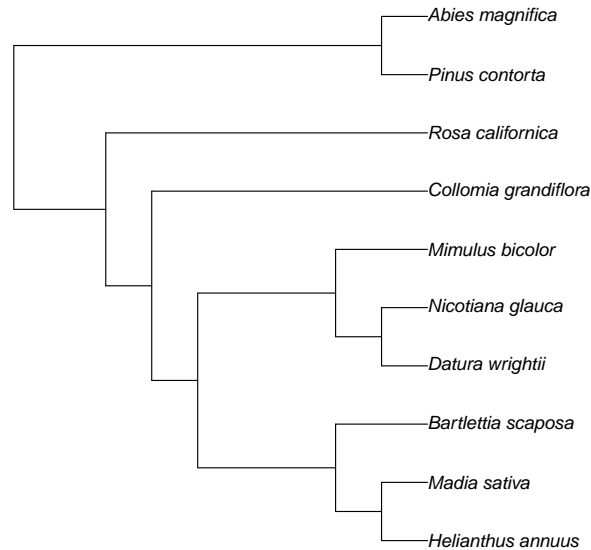 Abies magnifica
Pinus contorta
Rosa californica
Collomia grandiflora
Mimulus bicolor
Nicotiana glauca
Datura wrightii
Bartlettia scaposa
Madia sativa
Helianthus annuus